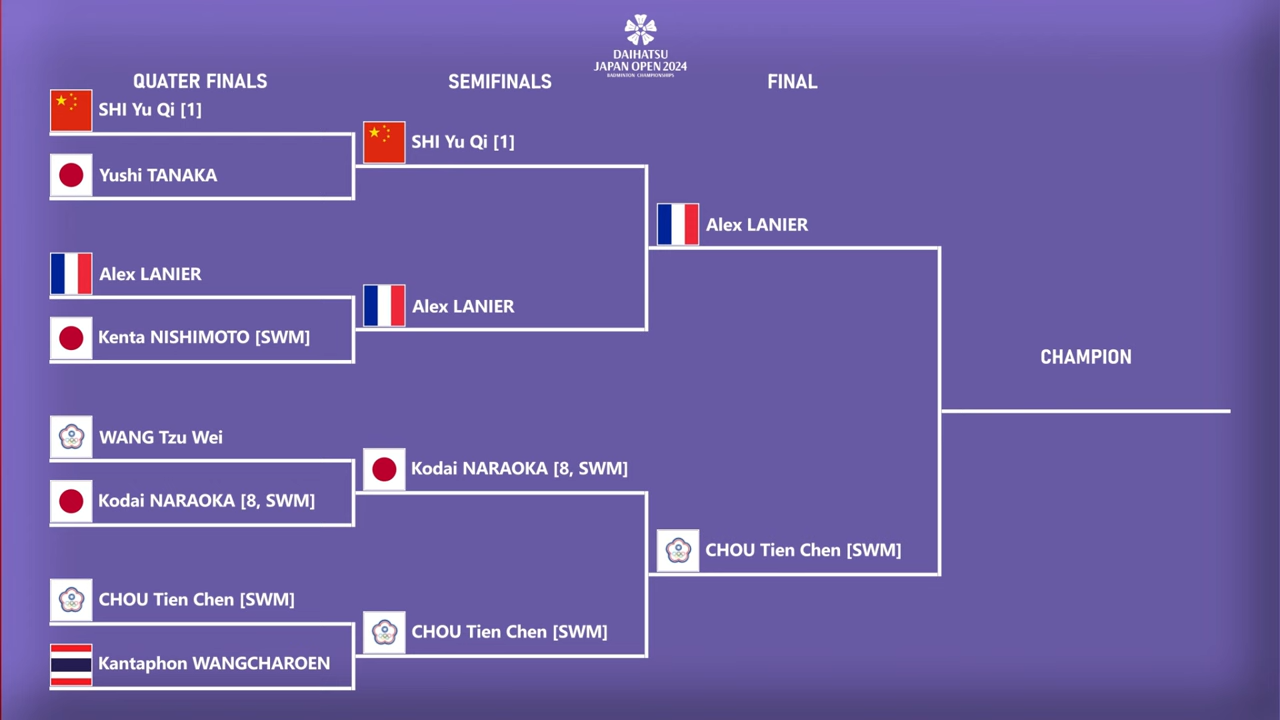 DAIHATSU
JAPAN OPEN 2024
BADMINTON CHAMPIONSHIPS
QUATER FINALS
SEMIFINALS
FINAL
SHI Yu Qi [1]
Yushi TANAKA
Alex LANIER
Kenta NISHIMOTO [SWM]
WANG Tzu Wei
Kodai NARAOKA [8, SWM]
CHOU Tien Chen [SWM]
Kantaphon WANGCHAROEN
SHI Yu Qi [1]
Alex LANIER
Kodai NARAOKA [8, SWM]
CHOU Tien Chen [SWM]
Alex LANIER
CHOU Tien Chen [SWM]
CHAMPION